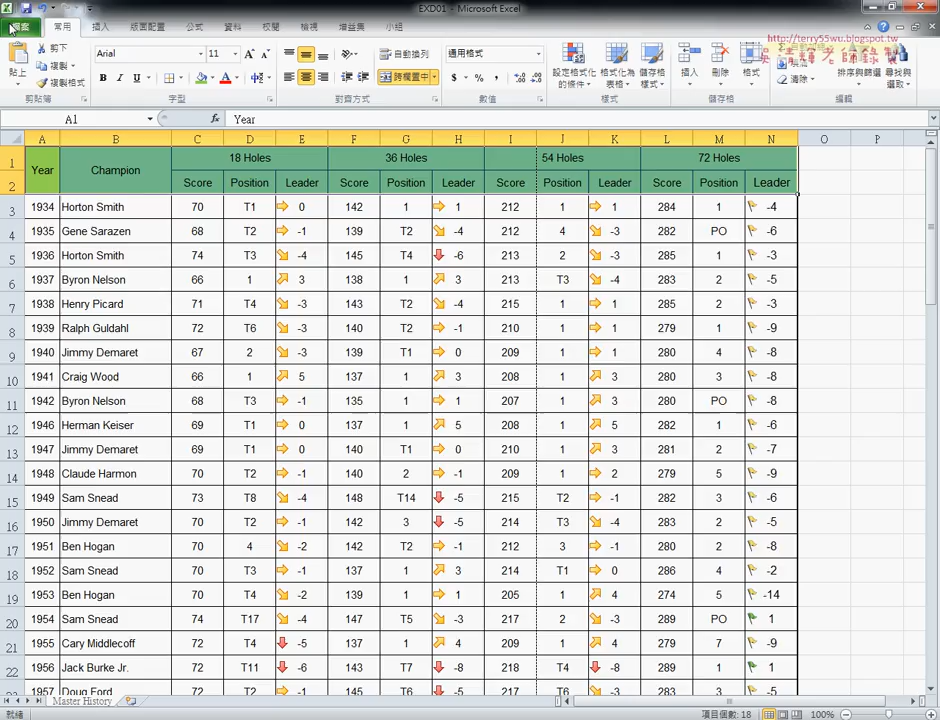 EXD01 - Microsoft Excel
檔案 常用 插入 版面配置 公式 資料 校閱 檢視 增益集 小組
http://terry55wu.blogspot.tw
貼上 剪下 複製 複製格式 剪貼簿
Arial 11 B I U 字型
自動換列 跨欄置中 對齊方式
通用格式 $ % , 數值
設定格式化的條件 格式化為表格 儲存格樣式 樣式
插入 刪除 格式 儲存格
清除 排序與篩選 尋找與選取 編輯
A1 fx Year
A B C D E F G H I J K L M N O P Q
1 Year Champion 18 Holes 36 Holes 54 Holes 72 Holes
2 Score Position Leader Score Position Leader Score Position Leader Score Position Leader
3 1934 Horton Smith 70 T1 0 142 1 1 212 1 1 284 1 -4
4 1935 Gene Sarazen 68 T2 -1 139 T2 -4 212 4 -3 282 PO -6
5 1936 Horton Smith 74 T3 -4 145 T4 -6 213 2 -3 285 1 -3
6 1937 Byron Nelson 66 1 3 138 1 3 213 T3 -4 283 2 -5
7 1938 Henry Picard 71 T4 -3 143 T2 -4 215 1 1 285 2 -3
8 1939 Ralph Guldahl 72 T6 -3 140 T2 -1 210 1 1 279 1 -9
9 1940 Jimmy Demaret 67 2 -3 139 T1 0 209 1 1 280 4 -8
10 1941 Craig Wood 66 1 5 137 1 3 208 1 3 280 3 -8
11 1942 Byron Nelson 68 T3 -1 135 1 1 207 1 3 280 PO -8
12 1946 Herman Keiser 69 T1 0 137 1 5 208 1 5 282 1 -6
13 1947 Jimmy Demaret 69 T1 0 140 T1 0 210 1 3 281 2 -7
14 1948 Claude Harmon 70 T2 -1 140 2 -1 209 1 2 279 5 -9
15 1949 Sam Snead 73 T8 -4 148 T14 -5 215 T2 -1 282 3 -6
16 1950 Jimmy Demaret 70 T2 -1 142 3 -5 214 T3 -4 283 2 -5
17 1951 Ben Hogan 70 4 -2 142 T2 -1 212 3 -1 280 2 -8
18 1952 Sam Snead 70 T3 -1 137 1 3 214 T1 0 286 4 -2
19 1953 Ben Hogan 70 T4 -2 139 1 1 205 1 4 274 5 -14
20 1954 Sam Snead 74 T17 -4 147 T5 -3 217 2 -3 289 PO 1
21 1955 Cary Middlecoff 72 T4 -5 137 1 4 209 1 4 279 7 -9
22 1956 Jack Burke Jr. 72 T11 -6 143 T7 -8 218 T4 -8 289 1 1
1957 Doug Ford 72 T2 -1 145 T6 -5 217 T6 -3 283 3 -5
Master History
就緒 項目個數: 18 100%